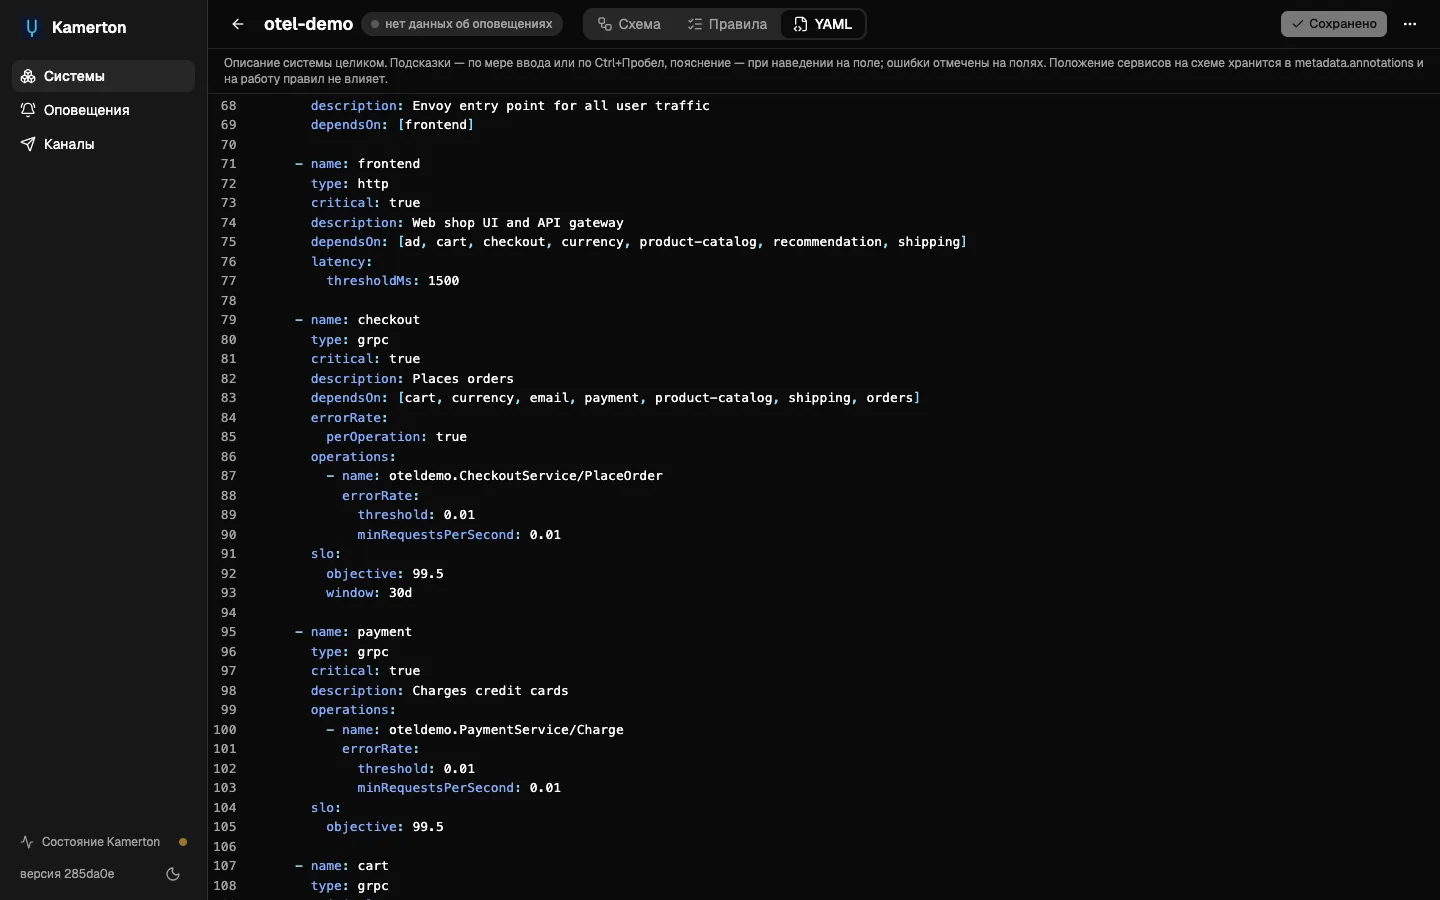 Kamerton
Системы
Оповещения
Каналы
Состояние Kamerton
версия 285da0e
otel-demo
нет данных об оповещениях
Схема
Правила
YAML
Сохранено
Описание системы целиком. Подсказки — по мере ввода или по Ctrl+Пробел, пояснение — при наведении на поле; ошибки отмечены на полях. Положение сервисов на схеме хранится в metadata.annotations и
на работу правил не влияет.
68 description: Envoy entry point for all user traffic
69 dependsOn: [frontend]
70
71 - name: frontend
72 type: http
73 critical: true
74 description: Web shop UI and API gateway
75 dependsOn: [ad, cart, checkout, currency, product-catalog, recommendation, shipping]
76 latency:
77 thresholdMs: 1500
78
79 - name: checkout
80 type: grpc
81 critical: true
82 description: Places orders
83 dependsOn: [cart, currency, email, payment, product-catalog, shipping, orders]
84 errorRate:
85 perOperation: true
86 operations:
87 - name: oteldemo.CheckoutService/PlaceOrder
88 errorRate:
89 threshold: 0.01
90 minRequestsPerSecond: 0.01
91 slo:
92 objective: 99.5
93 window: 30d
94
95 - name: payment
96 type: grpc
97 critical: true
98 description: Charges credit cards
99 operations:
100 - name: oteldemo.PaymentService/Charge
101 errorRate:
102 threshold: 0.01
103 minRequestsPerSecond: 0.01
104 slo:
105 objective: 99.5
106
107 - name: cart
108 type: grpc